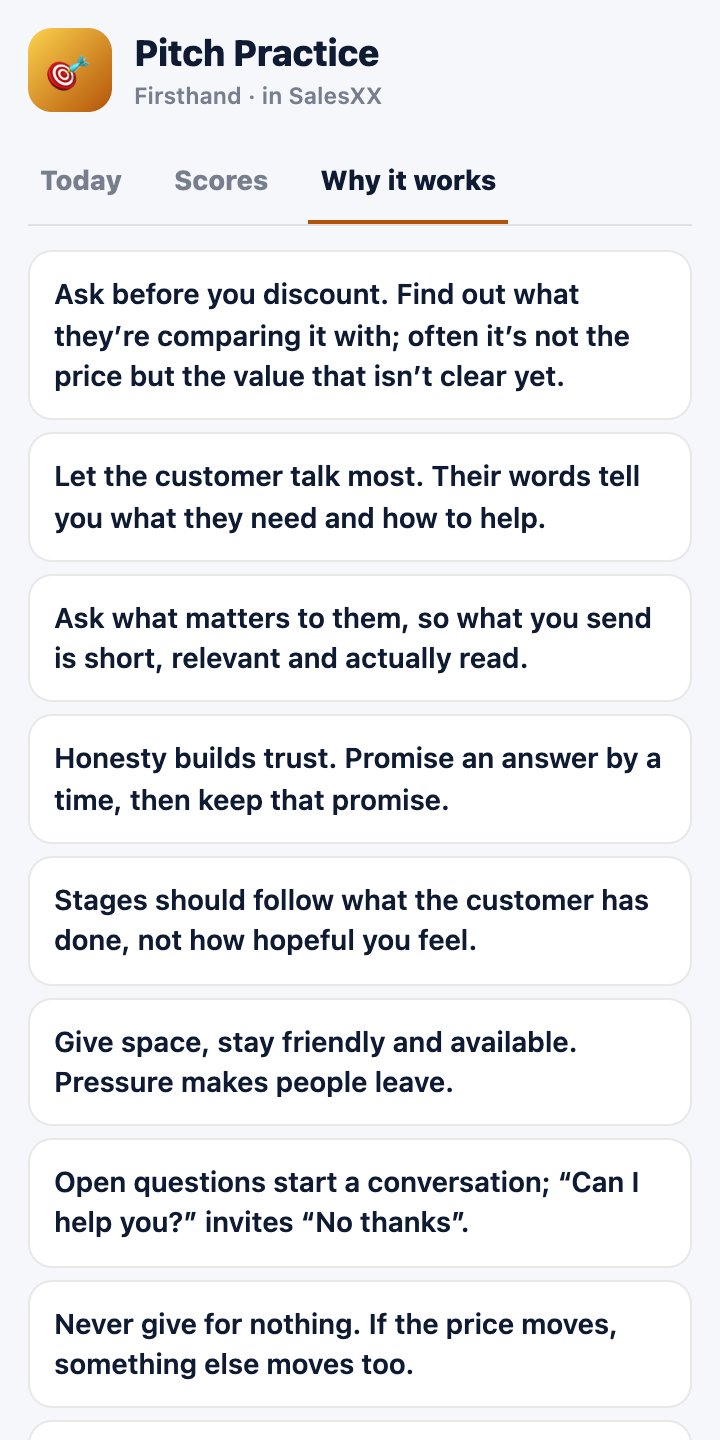 Pitch Practice
Firsthand · in SalesXX
Today Scores Why it works
Ask before you discount. Find out what
they’re comparing it with; often it’s not the
price but the value that isn’t clear yet.
Let the customer talk most. Their words tell
you what they need and how to help.
Ask what matters to them, so what you send
is short, relevant and actually read.
Honesty builds trust. Promise an answer by a
time, then keep that promise.
Stages should follow what the customer has
done, not how hopeful you feel.
Give space, stay friendly and available.
Pressure makes people leave.
Open questions start a conversation; “Can I
help you?” invites “No thanks”.
Never give for nothing. If the price moves,
something else moves too.